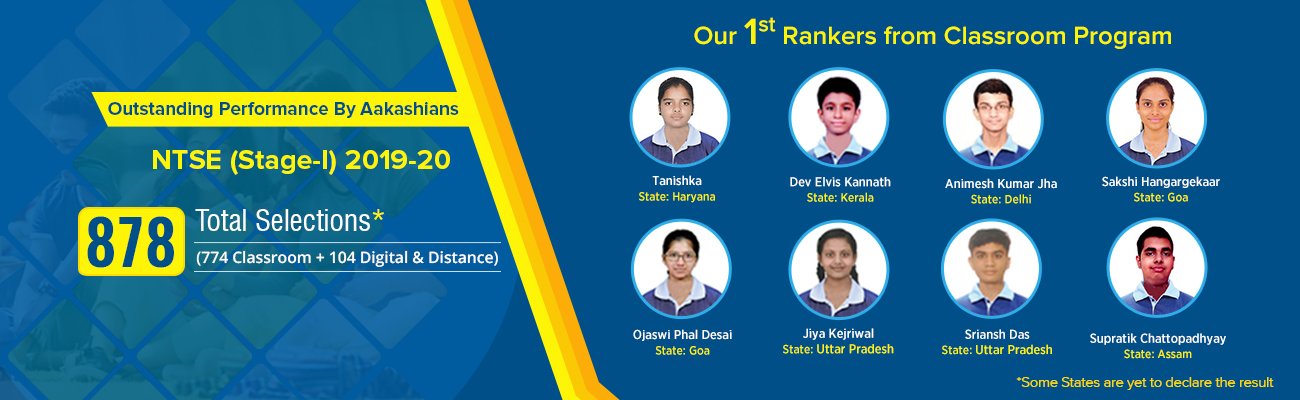 Outstanding Performance By Aakashians
NTSE (Stage-I) 2019-20
878
Total Selections*
(774 Classroom + 104 Digital & Distance)
Our 1st Rankers from Classroom Program
Tanishka
State: Haryana
Dev Elvis Kannath
State: Kerala
Animesh Kumar Jha
State: Delhi
Sakshi Hangargekaar
State: Goa
Ojaswi Phal Desai
State: Goa
Jiya Kejriwal
State: Uttar Pradesh
Sriansh Das
State: Uttar Pradesh
Supratik Chattopadhyay
State: Assam
*Some States are yet to declare the result